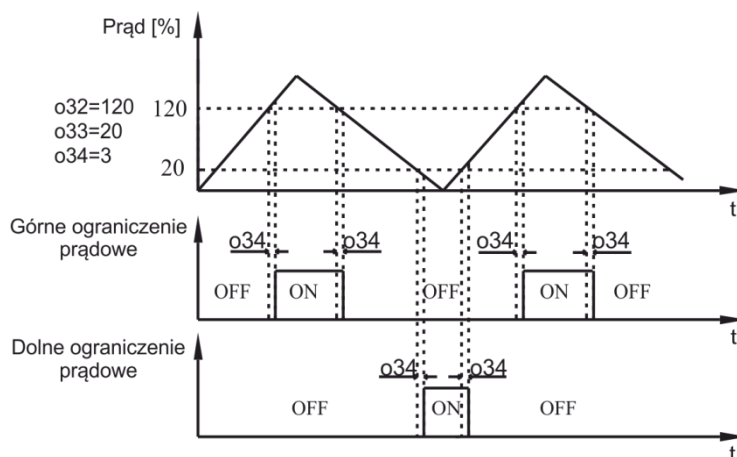 Prąd [%]
o32=120
o33=20
o34=3
120
20
t
Górne ograniczenie
prądowe
o34 o34 o34 o34
OFF ON OFF ON OFF
t
Dolne ograniczenie
prądowe
o34 o34
OFF ON OFF
t